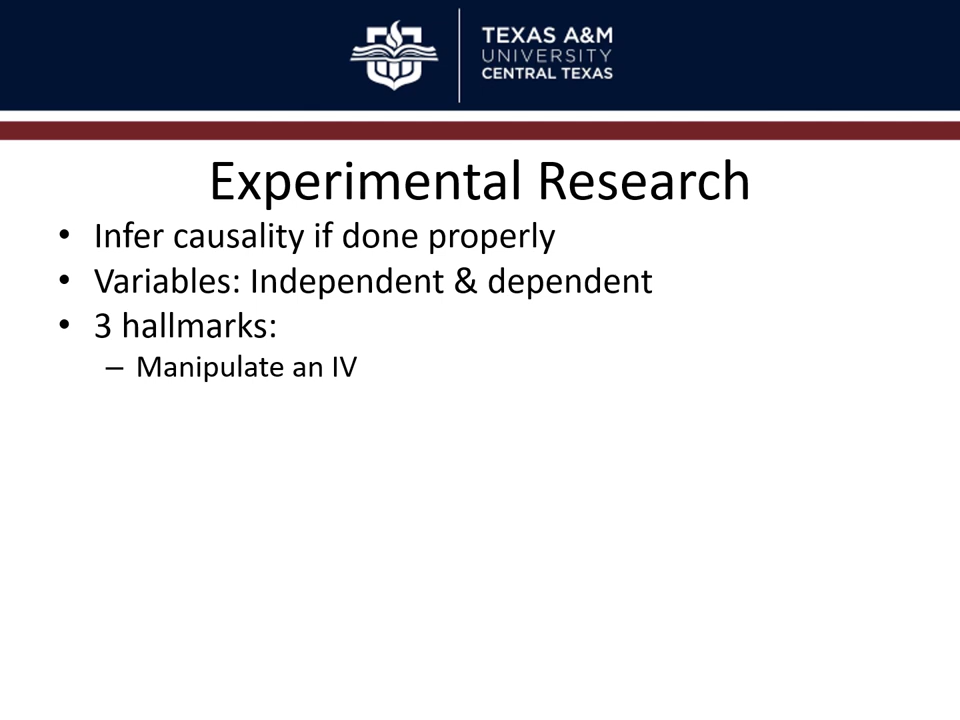 TEXAS A&M
UNIVERSITY
CENTRAL TEXAS
Experimental Research
• Infer causality if done properly
• Variables: Independent & dependent
• 3 hallmarks:
– Manipulate an IV